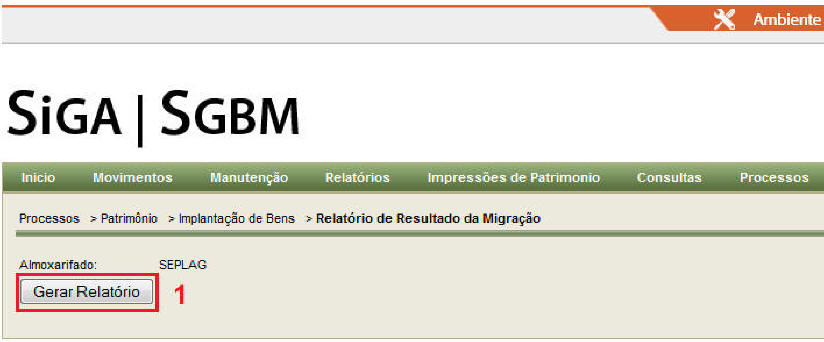 Ambiente
SiGA | SGBM
Inicio Movimentos Manutenção Relatórios Impressões de Patrimonio Consultas Processos
Processos > Patrimônio > Implantação de Bens > Relatório de Resultado da Migração
Almoxarifado: SEPLAG
Gerar Relatório 1